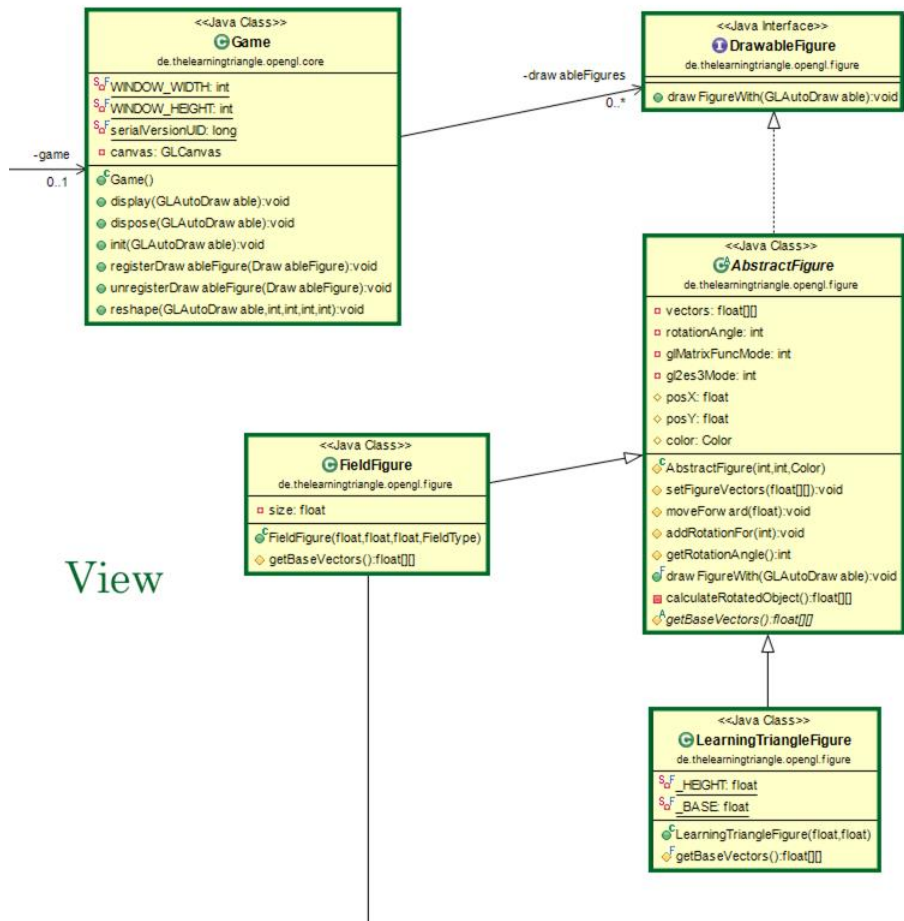 <<Java Class>>
Game
de.thelearningtriangle.opengl.core
WINDOW_WIDTH: int
WINDOW_HEIGHT: int
serialVersionUID: long
canvas: GLCanvas
Game()
display(GLAutoDrawable):void
dispose(GLAutoDrawable):void
init(GLAutoDrawable):void
registerDrawableFigure(DrawableFigure):void
unregisterDrawableFigure(DrawableFigure):void
reshape(GLAutoDrawable,int,int,int,int):void
-game
0..1
-drawableFigures
0..*
<<Java Interface>>
DrawableFigure
de.thelearningtriangle.opengl.figure
drawFigureWith(GLAutoDrawable):void
<<Java Class>>
AbstractFigure
de.thelearningtriangle.opengl.figure
vectors: float[][]
rotationAngle: int
glMatrixFuncMode: int
gl2es3Mode: int
posX: float
posY: float
color: Color
AbstractFigure(int,int,Color)
setFigureVectors(float[][]):void
moveForward(float):void
addRotationFor(int):void
getRotationAngle():int
drawFigureWith(GLAutoDrawable):void
calculateRotatedObject():float[][]
getBaseVectors():float[][]
<<Java Class>>
FieldFigure
de.thelearningtriangle.opengl.figure
size: float
FieldFigure(float,float,float,FieldType)
getBaseVectors():float[][]
View
<<Java Class>>
LearningTriangleFigure
de.thelearningtriangle.opengl.figure
_HEIGHT: float
_BASE: float
LearningTriangleFigure(float,float)
getBaseVectors():float[][]